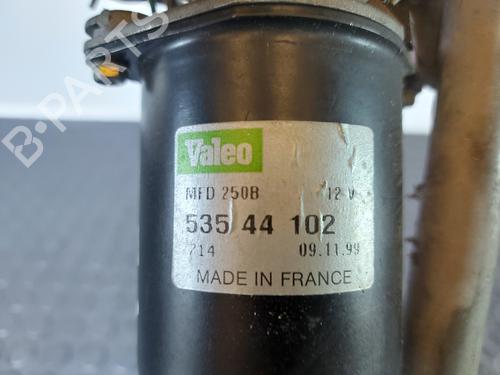 Valeo
MFD 250B 12 V
535 44 102
714 09.11.99
MADE IN FRANCE
B-PARTS